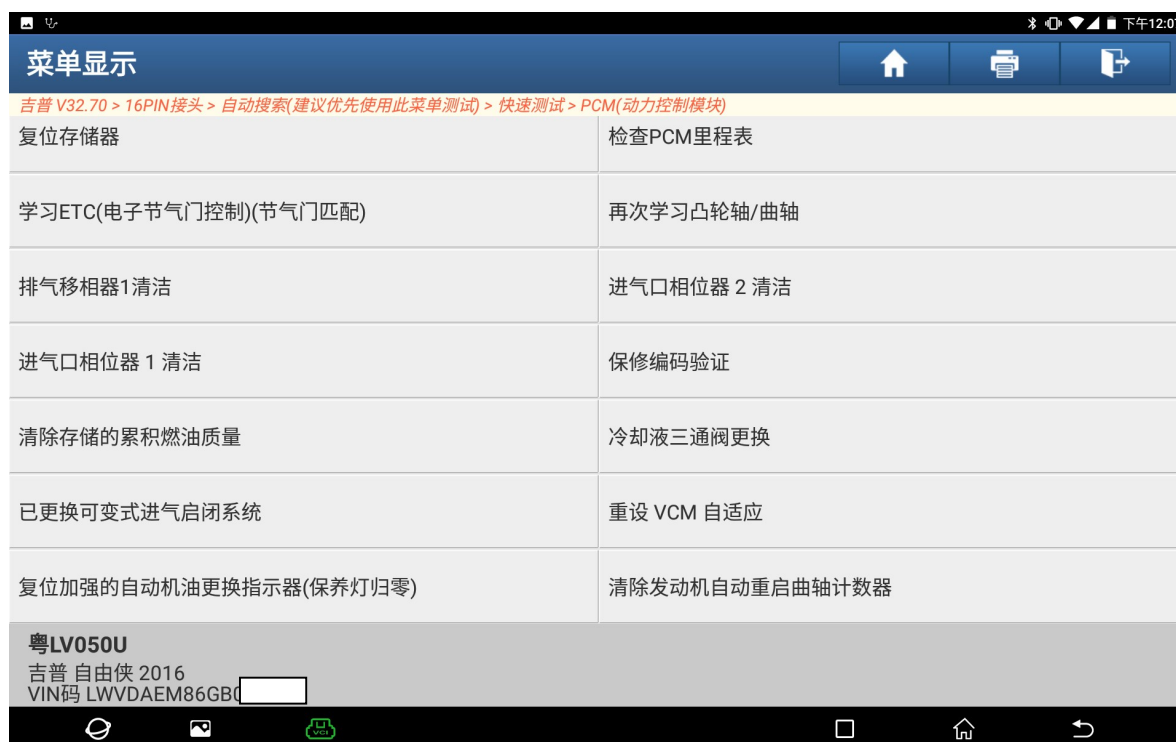 下午12:0
菜单显示
吉普 V32.70 > 16PIN接头 > 自动搜索(建议优先使用此菜单测试) > 快速测试 > PCM(动力控制模块)
复位存储器
检查PCM里程表
学习ETC(电子节气门控制)(节气门匹配)
再次学习凸轮轴/曲轴
排气移相器1清洁
进气口相位器 2 清洁
进气口相位器 1 清洁
保修编码验证
清除存储的累积燃油质量
冷却液三通阀更换
已更换可变式进气启闭系统
重设 VCM 自适应
复位加强的自动机油更换指示器(保养灯归零)
清除发动机自动重启曲轴计数器
粤LV050U
吉普 自由侠 2016
VIN码 LWVDAEM86GB
VCI